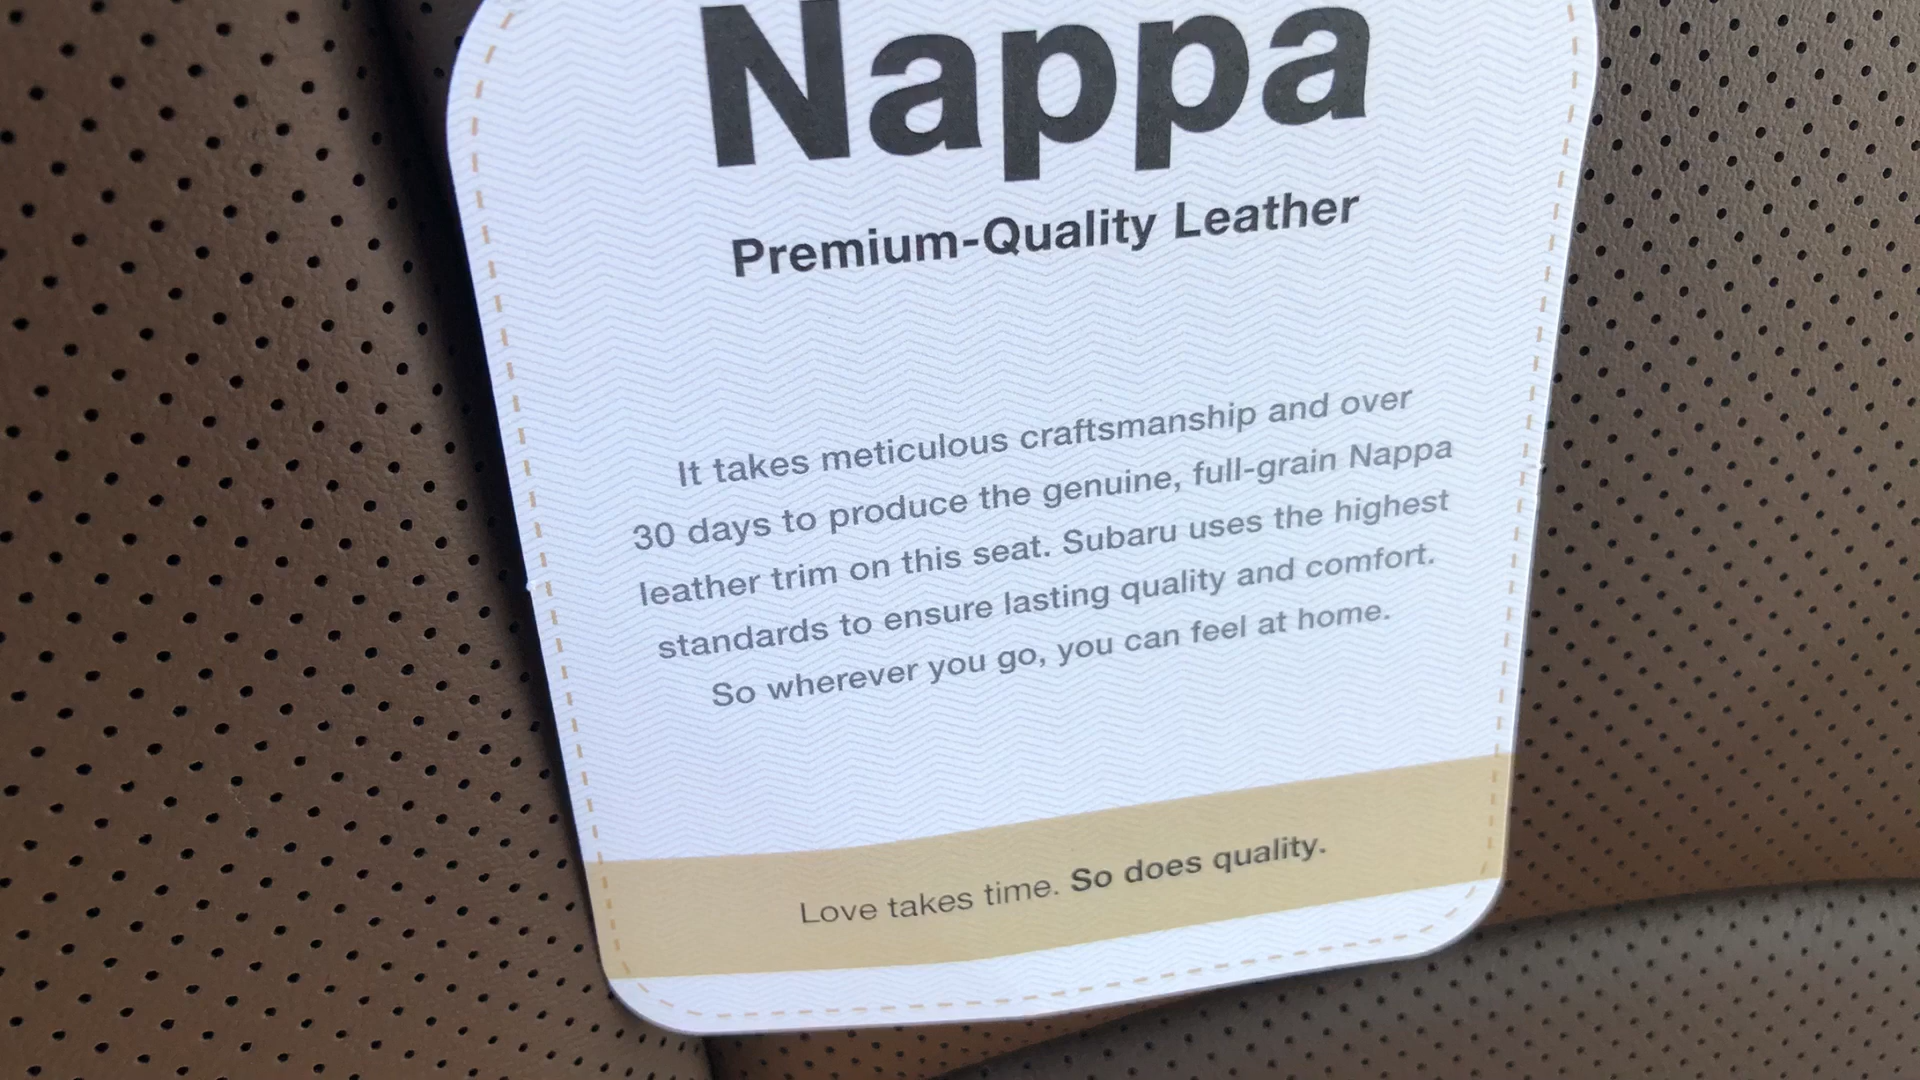 Nappa
Premium-Quality Leather
It takes meticulous craftsmanship and over
30 days to produce the genuine, full-grain Nappa
leather trim on this seat. Subaru uses the highest
standards to ensure lasting quality and comfort.
So wherever you go, you can feel at home.
Love takes time. So does quality.